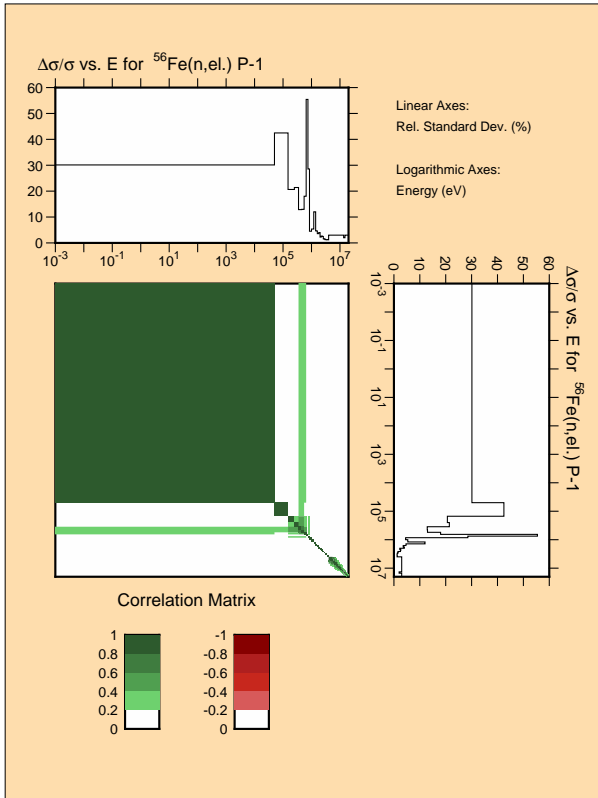 Δσ/σ vs. E for ⁵⁶Fe(n,el.) P-1
60
50
40
30
20
10
0
10⁻³ 10⁻¹ 10¹ 10³ 10⁵ 10⁷
Linear Axes:
Rel. Standard Dev. (%)
Logarithmic Axes:
Energy (eV)
0 10 20 30 40 50 60
10⁻³
10⁻¹
10¹
10³
10⁵
10⁷
Δσ/σ vs. E for ⁵⁶Fe(n,el.) P-1
Correlation Matrix
1
0.8
0.6
0.4
0.2
0
-1
-0.8
-0.6
-0.4
-0.2
0